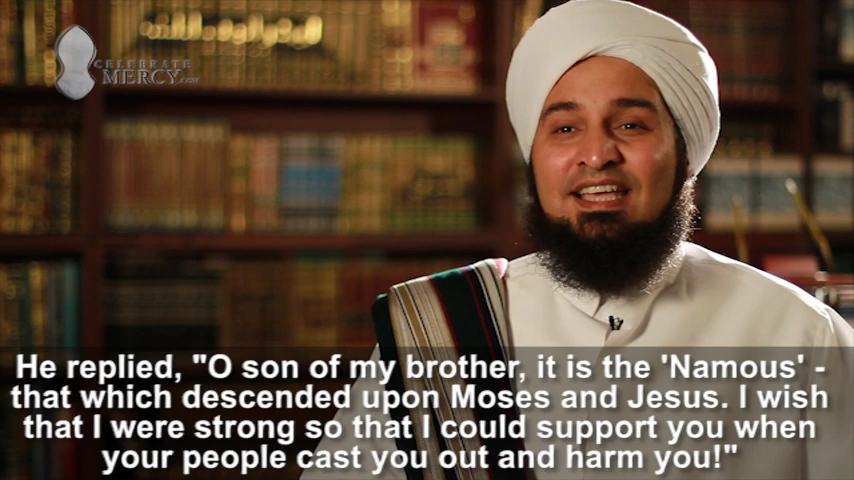 CELEBRATE
MERCY.COM
He replied, "O son of my brother, it is the 'Namous' -
that which descended upon Moses and Jesus. I wish
that I were strong so that I could support you when
your people cast you out and harm you!"